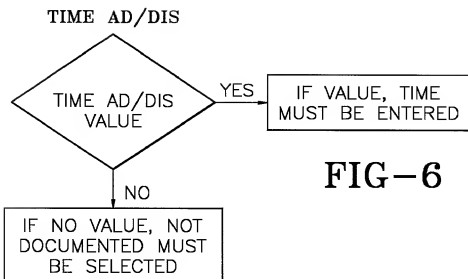 TIME AD/DIS
TIME AD/DIS
VALUE
YES
IF VALUE, TIME
MUST BE ENTERED
NO
IF NO VALUE, NOT
DOCUMENTED MUST
BE SELECTED
FIG-6